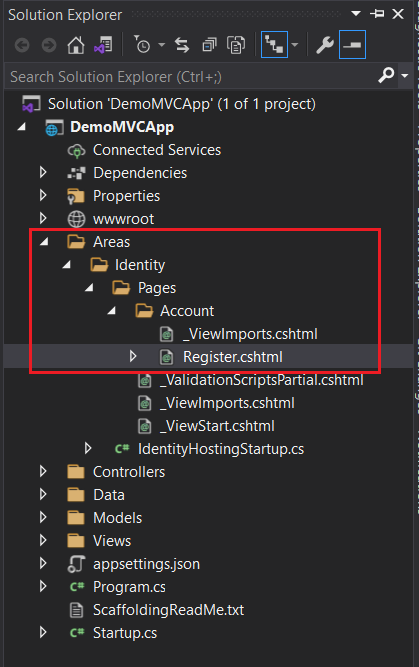 Solution Explorer
Search Solution Explorer (Ctrl+;)
Solution 'DemoMVCApp' (1 of 1 project)
DemoMVCApp
Connected Services
Dependencies
Properties
wwwroot
Areas
Identity
Pages
Account
_ViewImports.cshtml
Register.cshtml
_ValidationScriptsPartial.cshtml
_ViewImports.cshtml
_ViewStart.cshtml
C# IdentityHostingStartup.cs
Controllers
Data
Models
Views
appsettings.json
C# Program.cs
ScaffoldingReadMe.txt
C# Startup.cs